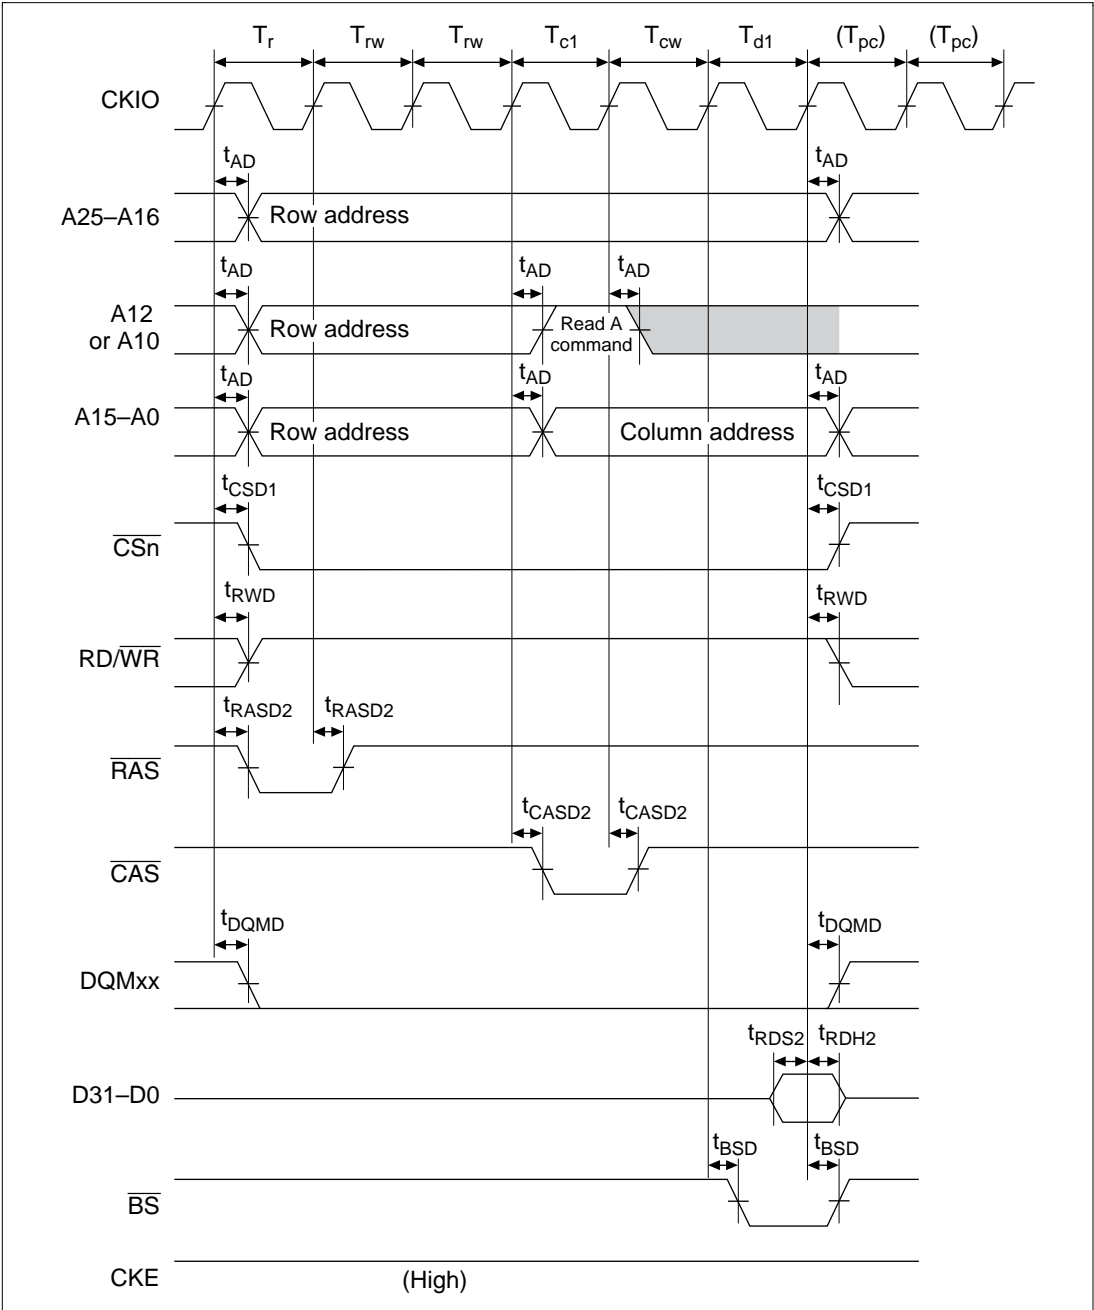 Tr Trw Trw Tc1 Tcw Td1 (Tpc) (Tpc)
CKIO
tAD tAD
A25–A16 Row address
tAD tAD tAD
A12 or A10 Row address Read A command
tAD tAD tAD
A15–A0 Row address Column address
tCSD1 tCSD1
CSn
tRWD tRWD
RD/WR
tRASD2 tRASD2
RAS
tCASD2 tCASD2
CAS
tDQMD tDQMD
DQMxx
tRDS2 tRDH2
D31–D0
tBSD tBSD
BS
CKE (High)